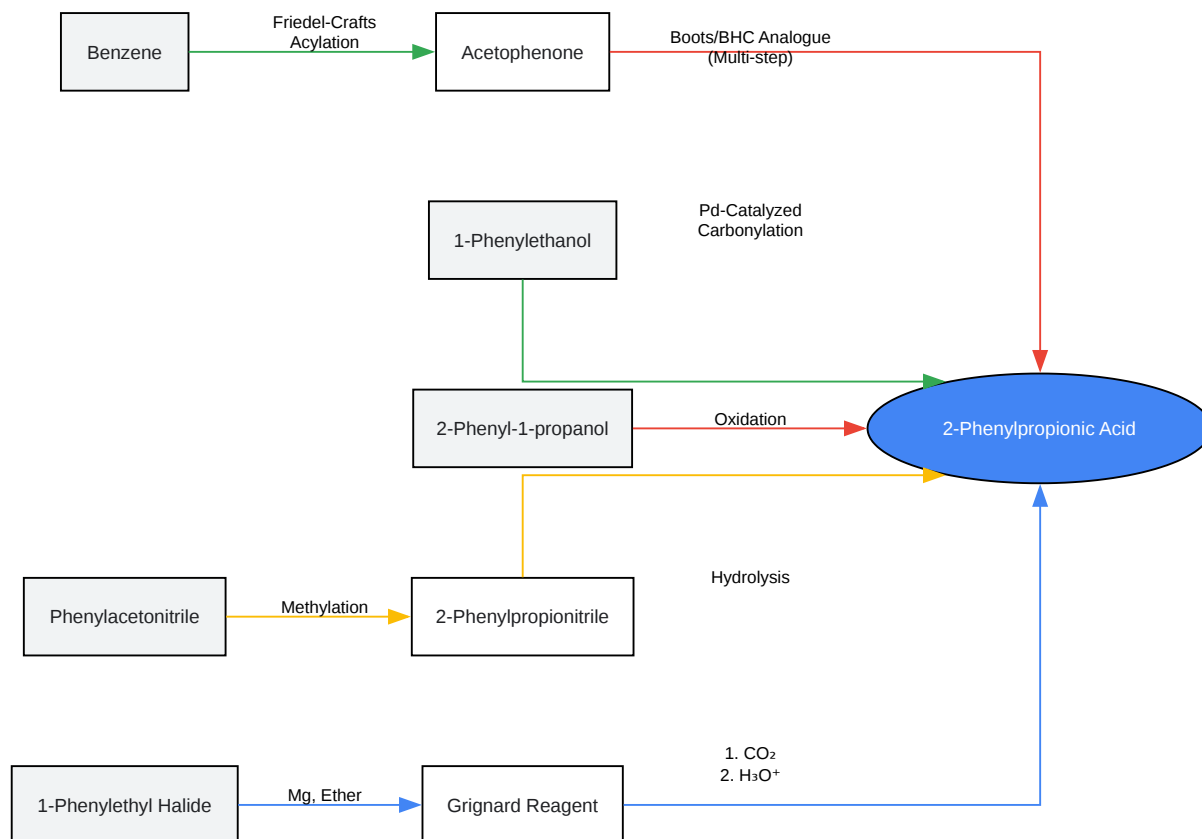 Friedel-Crafts
Acylation
Benzene
Acetophenone
Boots/BHC Analogue
(Multi-step)
1-Phenylethanol
Pd-Catalyzed
Carbonylation
2-Phenyl-1-propanol
Oxidation
2-Phenylpropionic Acid
Hydrolysis
Phenylacetonitrile
Methylation
2-Phenylpropionitrile
1. CO₂
2. H₃O⁺
1-Phenylethyl Halide
Mg, Ether
Grignard Reagent